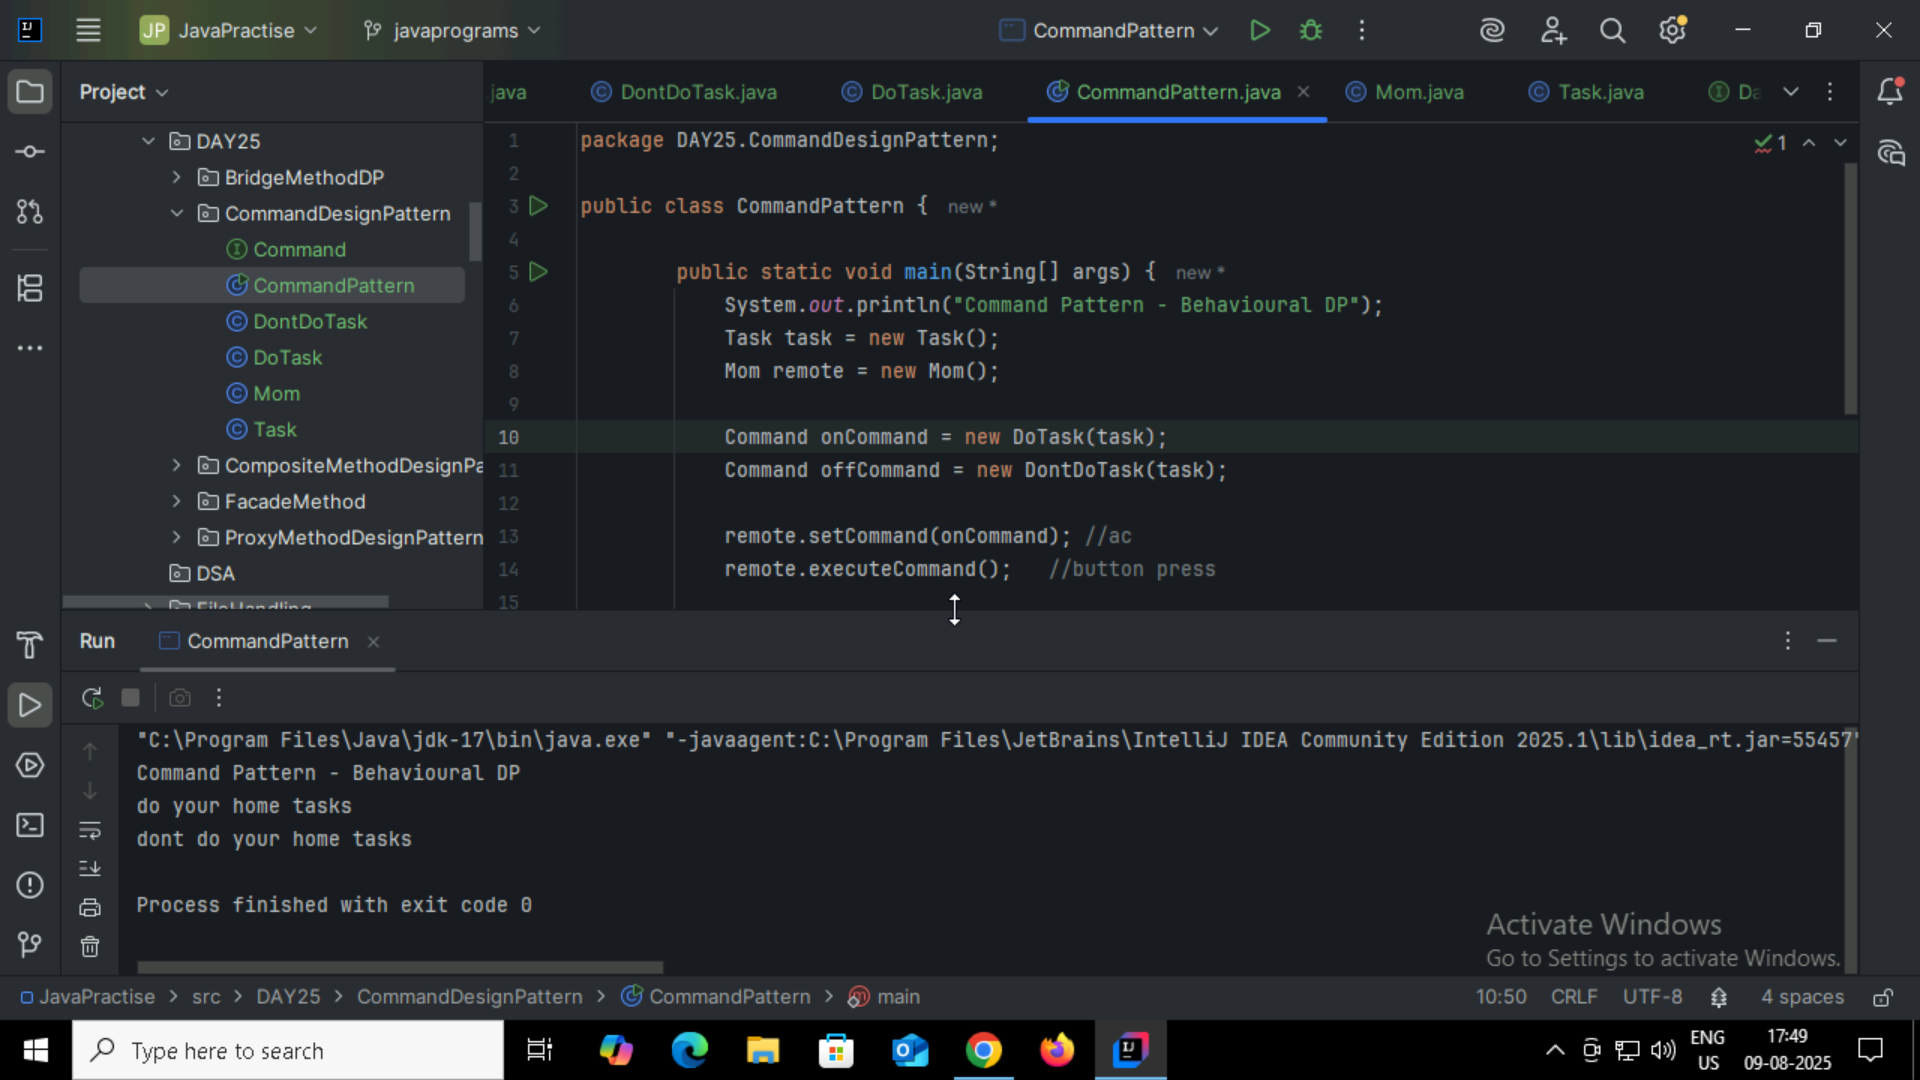 JP JavaPractise javaprograms CommandPattern
Project
.java DontDoTask.java DoTask.java CommandPattern.java Mom.java Task.java Da
DAY25
BridgeMethodDP
CommandDesignPattern
Command
CommandPattern
DontDoTask
DoTask
Mom
Task
CompositeMethodDesignPa
FacadeMethod
ProxyMethodDesignPattern
DSA
FileHandling
1 package DAY25.CommandDesignPattern;
2
3 public class CommandPattern { new *
4
5 public static void main(String[] args) { new *
6 System.out.println("Command Pattern - Behavioural DP");
7 Task task = new Task();
8 Mom remote = new Mom();
9
10 Command onCommand = new DoTask(task);
11 Command offCommand = new DontDoTask(task);
12
13 remote.setCommand(onCommand); //ac
14 remote.executeCommand(); //button press
15
1
Run CommandPattern
"C:\Program Files\Java\jdk-17\bin\java.exe" "-javaagent:C:\Program Files\JetBrains\IntelliJ IDEA Community Edition 2025.1\lib\idea_rt.jar=55457"
Command Pattern - Behavioural DP
do your home tasks
dont do your home tasks
Process finished with exit code 0
Activate Windows
Go to Settings to activate Windows.
JavaPractise > src > DAY25 > CommandDesignPattern > CommandPattern > main 10:50 CRLF UTF-8 4 spaces
Type here to search
ENG
US
17:49
09-08-2025